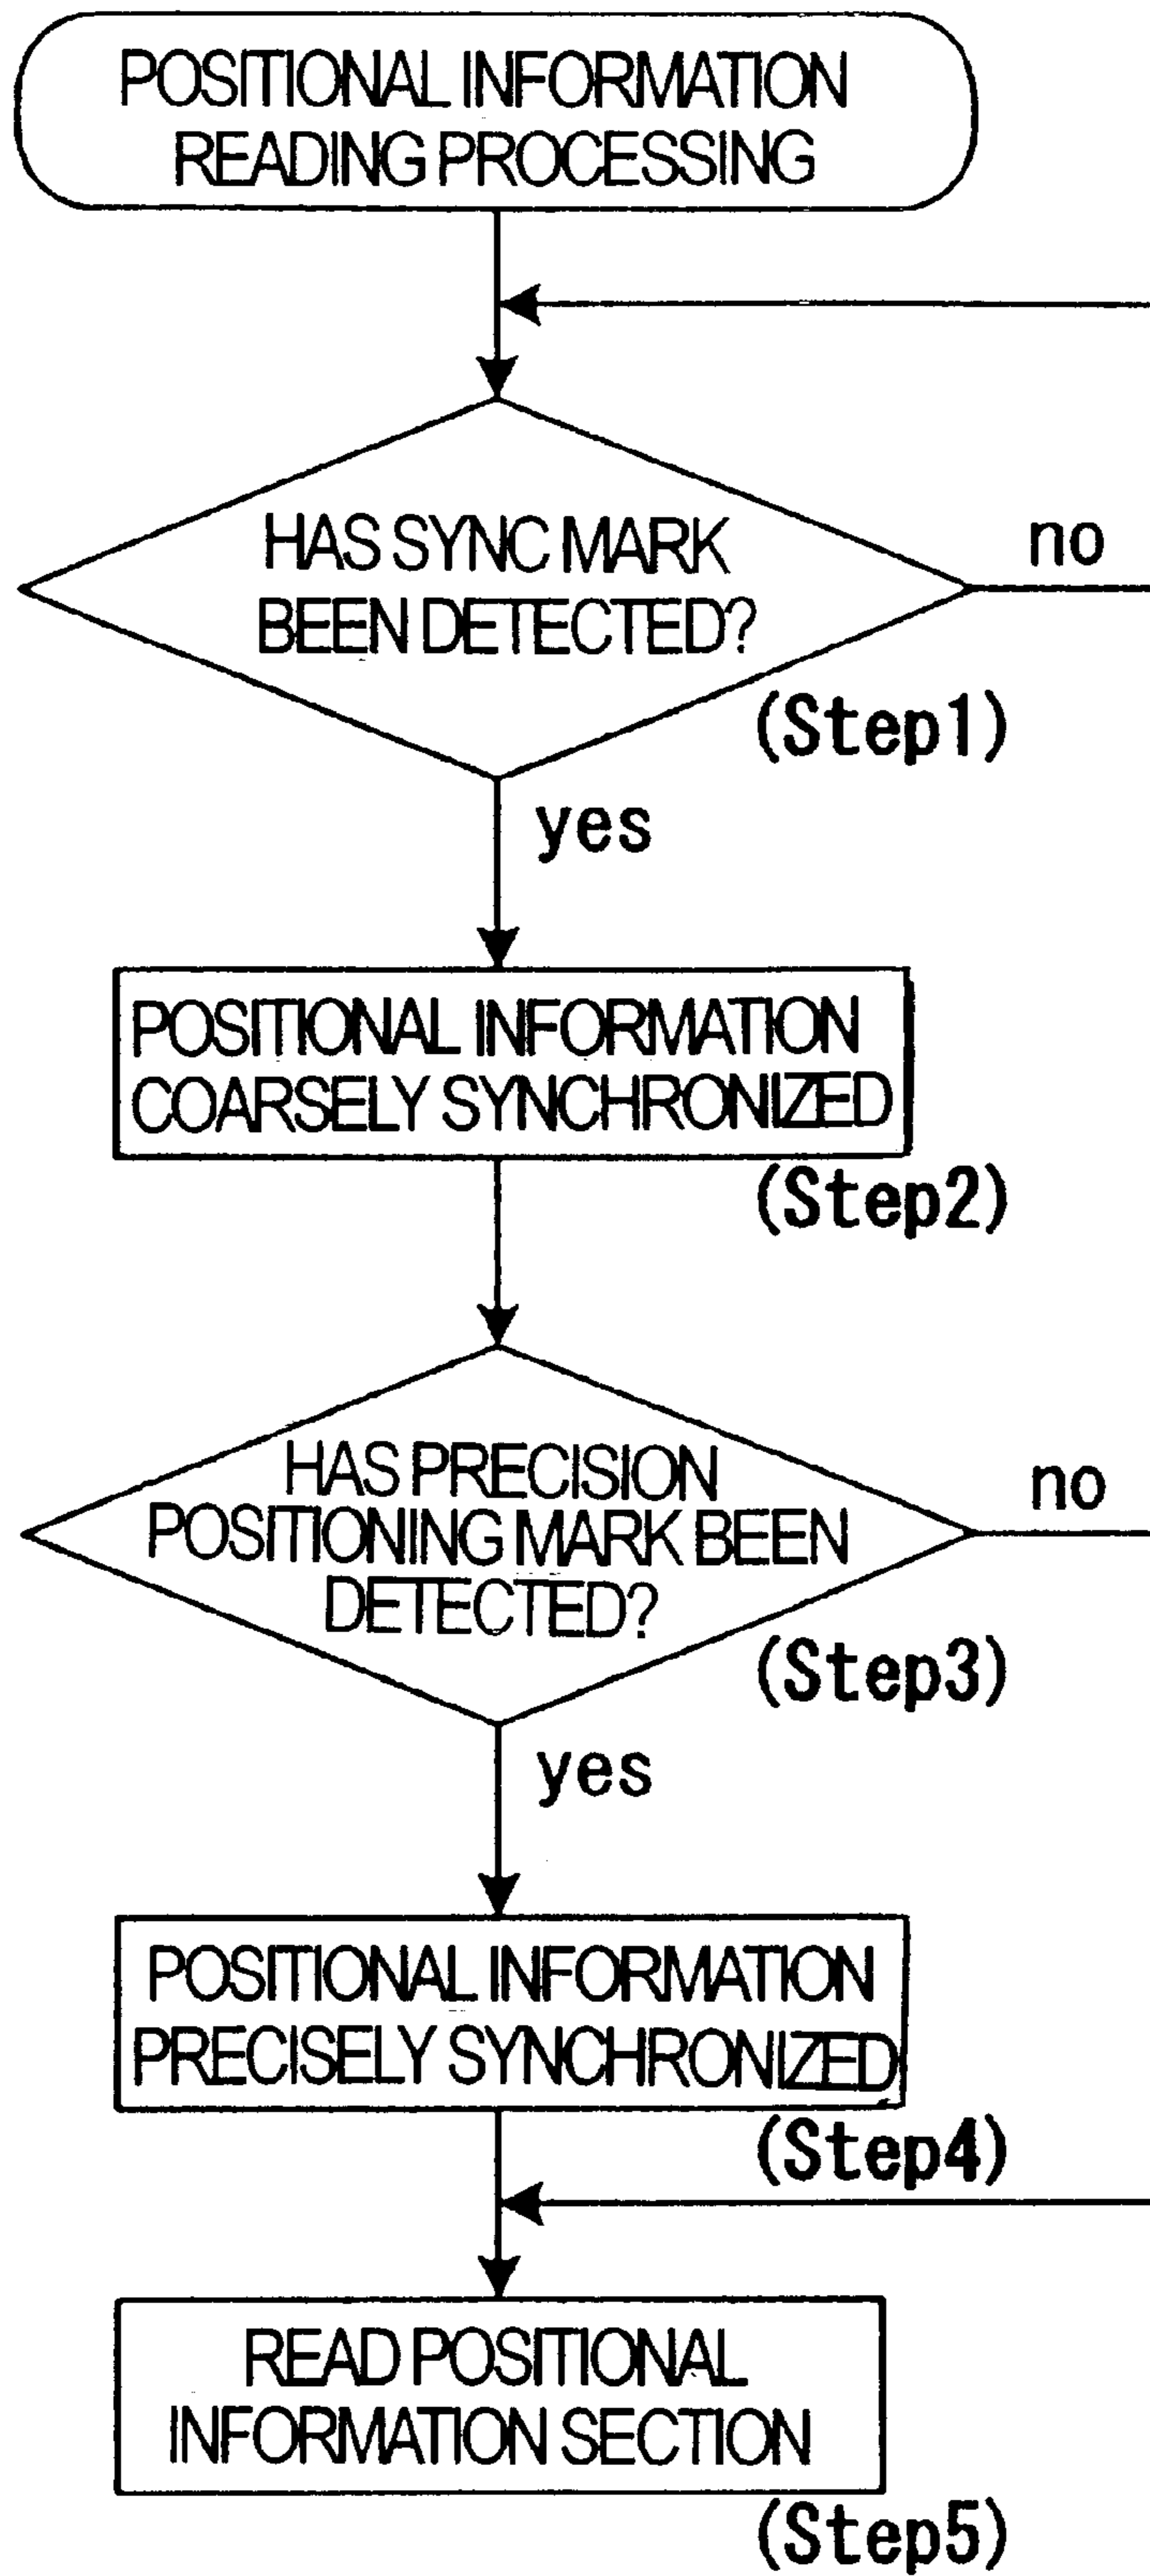 POSITIONAL INFORMATION
READING PROCESSING
HAS SYNC MARK
BEEN DETECTED?
no
(Step1)
yes
POSITIONAL INFORMATION
COARSELY SYNCHRONIZED
(Step2)
HAS PRECISION
POSITIONING MARK BEEN
DETECTED?
no
(Step3)
yes
POSITIONAL INFORMATION
PRECISELY SYNCHRONIZED
(Step4)
READ POSITIONAL
INFORMATION SECTION
(Step5)